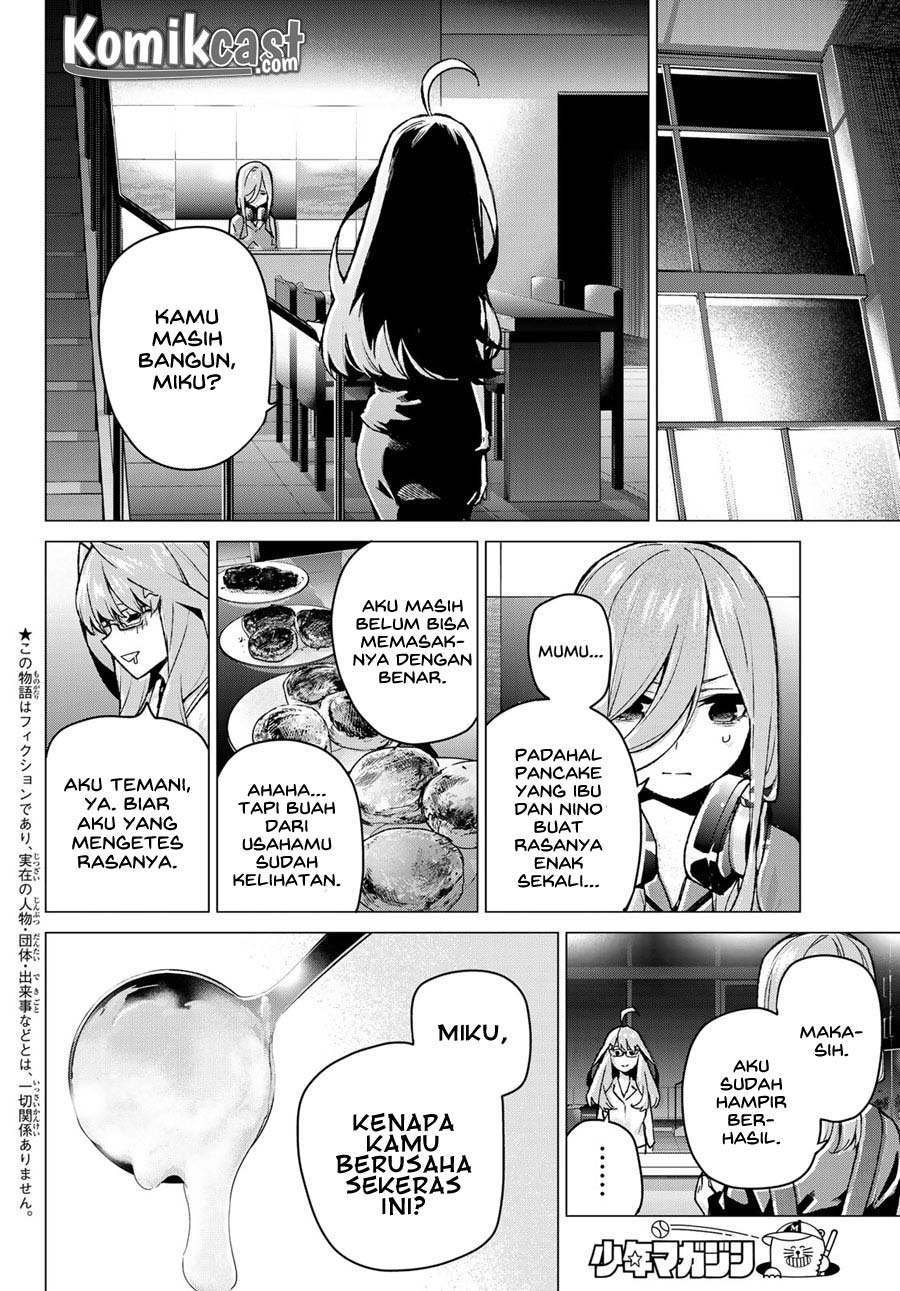 Komikcast
.com
KAMU
MASIH
BANGUN,
MIKU?
MUMU...
PADAHAL
PANCAKE
YANG IBU
DAN NINO
BUAT
RASANYA
ENAK
SEKALI...
AKU MASIH
BELUM BISA
MEMASAK-
NYA DENGAN
BENAR.
AHAHA...
TAPI BUAH
DARI
USAHAMU
SUDAH
KELIHATAN.
AKU TEMANI,
YA. BIAR
AKU YANG
MENGETES
RASANYA.
MAKA-
SIH.
AKU
SUDAH
HAMPIR
BER-
HASIL.
......
MIKU,
KENAPA
KAMU
BERUSAHA
SEKERAS
INI?
★この物語はフィクションであり、実在の人物・団体・出来事などとは、一切関係ありません。
少年マガジン
M